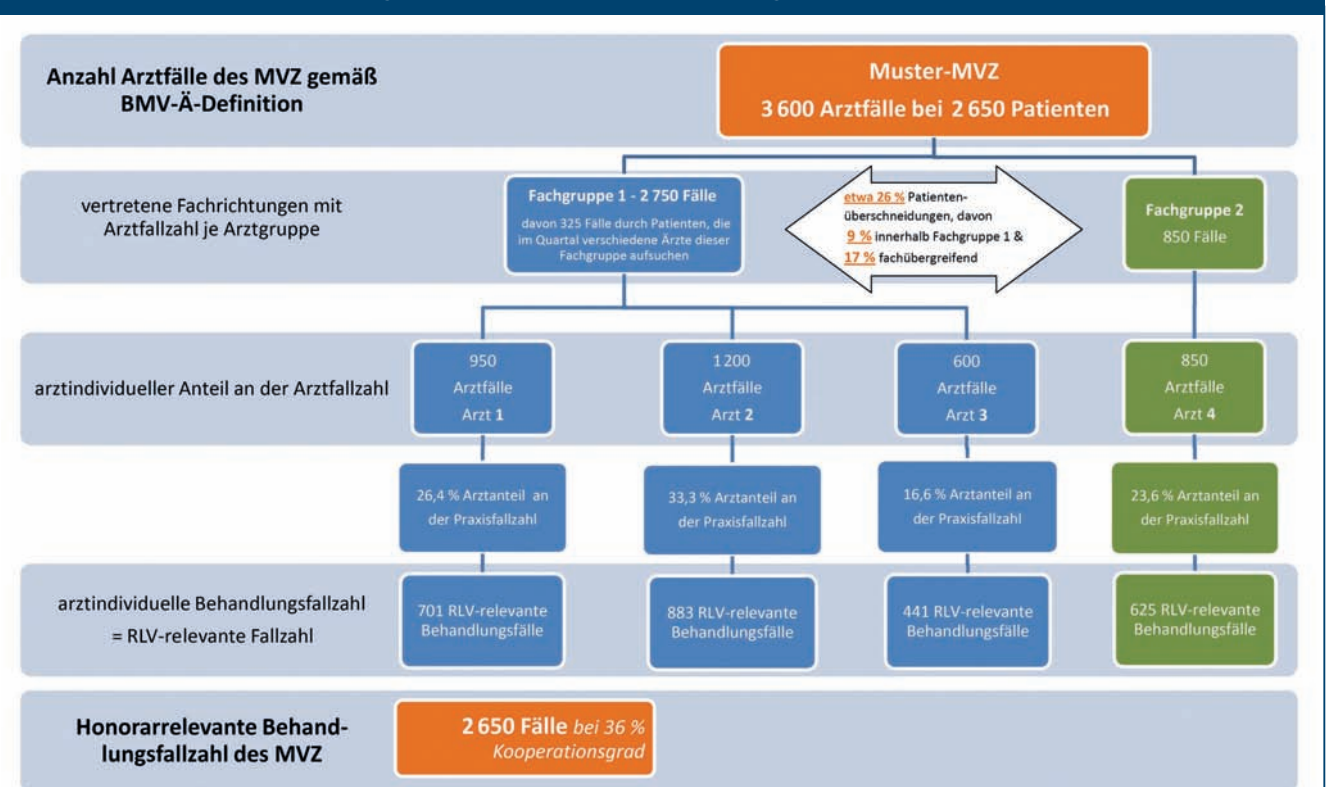 Anzahl Arztfälle des MVZ gemäß
BMV-Ä-Definition
Muster-MVZ
3 600 Arztfälle bei 2 650 Patienten
vertretene Fachrichtungen mit
Arztfallzahl je Arztgruppe
Fachgruppe 1 - 2 750 Fälle
davon 325 Fälle durch Patienten, die
im Quartal verschiedene Ärzte dieser
Fachgruppe aufsuchen
etwa 26 % Patienten-
überschneidungen, davon
9 % innerhalb Fachgruppe 1 &
17 % fachübergreifend
Fachgruppe 2
850 Fälle
arztindividueller Anteil an der Arztfallzahl
950
Arztfälle
Arzt 1
1 200
Arztfälle
Arzt 2
600
Arztfälle
Arzt 3
850
Arztfälle
Arzt 4
26,4 % Arztanteil an
der Praxisfallzahl
33,3 % Arztanteil an
der Praxisfallzahl
16,6 % Arztanteil an
der Praxisfallzahl
23,6 % Arztanteil an
der Praxisfallzahl
arztindividuelle Behandlungsfallzahl
= RLV-relevante Fallzahl
701 RLV-relevante
Behandlungsfälle
883 RLV-relevante
Behandlungsfälle
441 RLV-relevante
Behandlungsfälle
625 RLV-relevante
Behandlungsfälle
Honorarrelevante Behand-
lungsfallzahl des MVZ
2 650 Fälle bei 36 %
Kooperationsgrad